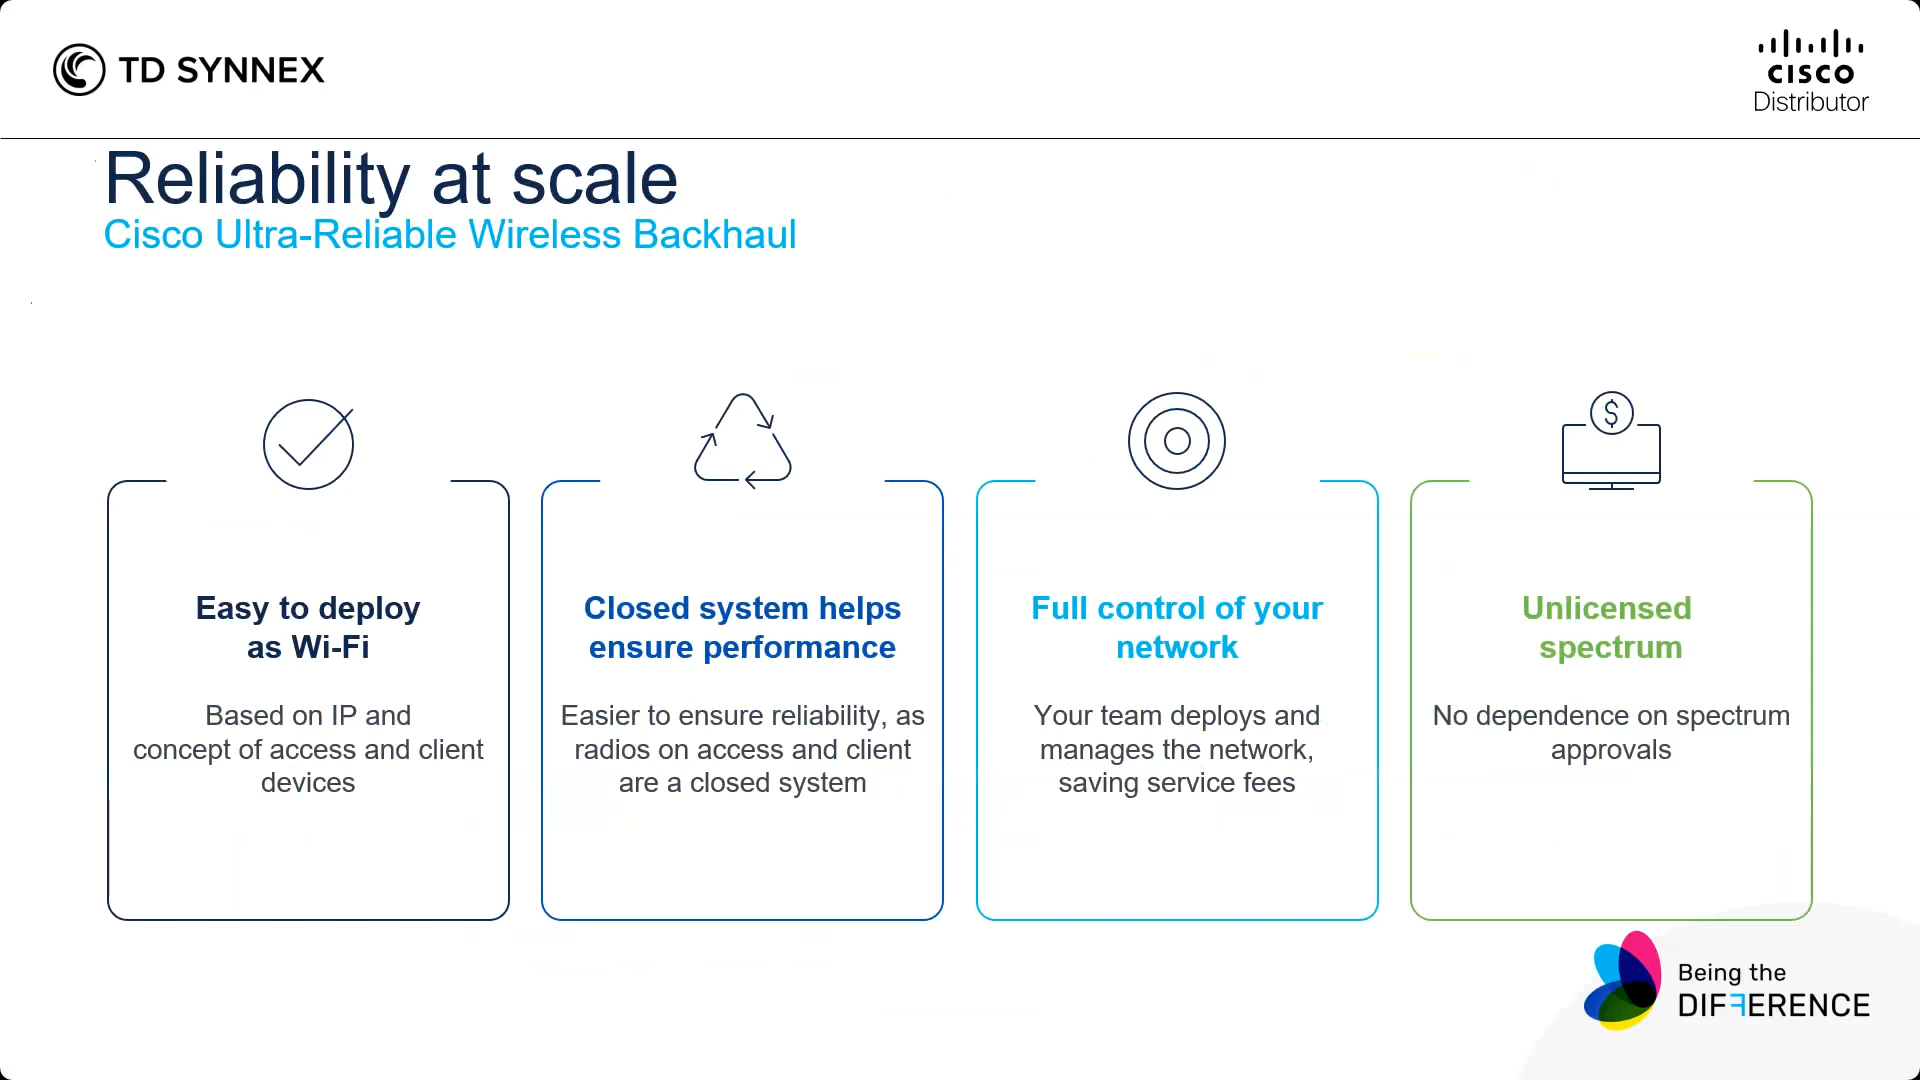 TD SYNNEX
CISCO
Distributor
Reliability at scale
Cisco Ultra-Reliable Wireless Backhaul
$
Easy to deploy
as Wi-Fi
Based on IP and
concept of access and client
devices
Closed system helps
ensure performance
Easier to ensure reliability, as
radios on access and client
are a closed system
Full control of your
network
Your team deploys and
manages the network,
saving service fees
Unlicensed
spectrum
No dependence on spectrum
approvals
Being the
DIFFERENCE